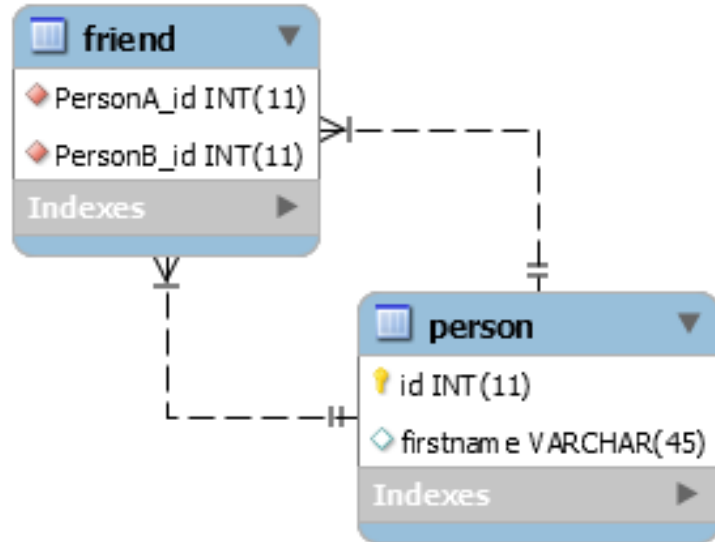 friend
PersonA_id INT(11)
PersonB_id INT(11)
Indexes
person
id INT(11)
firstname VARCHAR(45)
Indexes